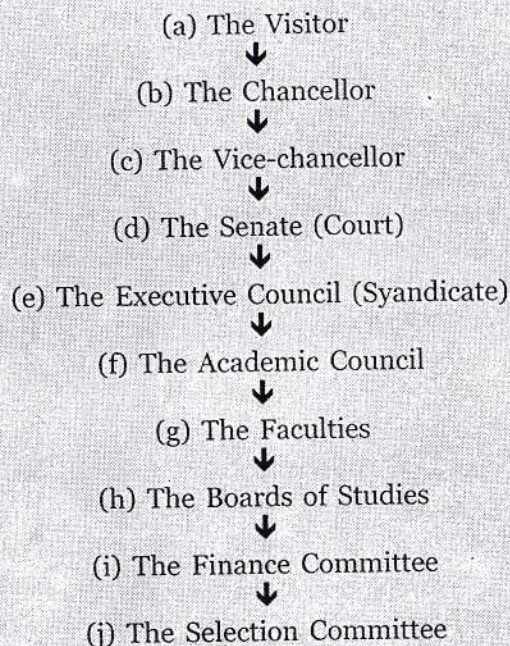 (a) The Visitor
↓
(b) The Chancellor
↓
(c) The Vice-chancellor
↓
(d) The Senate (Court)
↓
(e) The Executive Council (Syandicate)
↓
(f) The Academic Council
↓
(g) The Faculties
↓
(h) The Boards of Studies
↓
(i) The Finance Committee
↓
(j) The Selection Committee